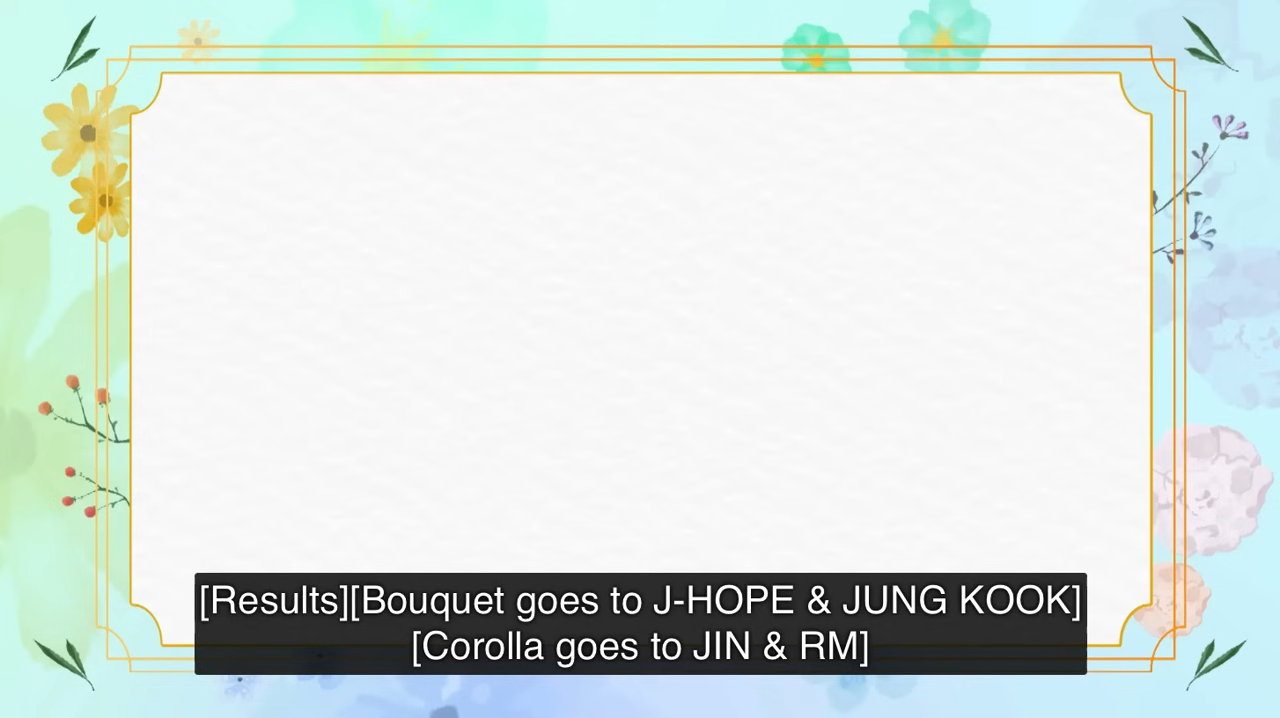 [Results][Bouquet goes to J-HOPE & JUNG KOOK]
[Corolla goes to JIN & RM]